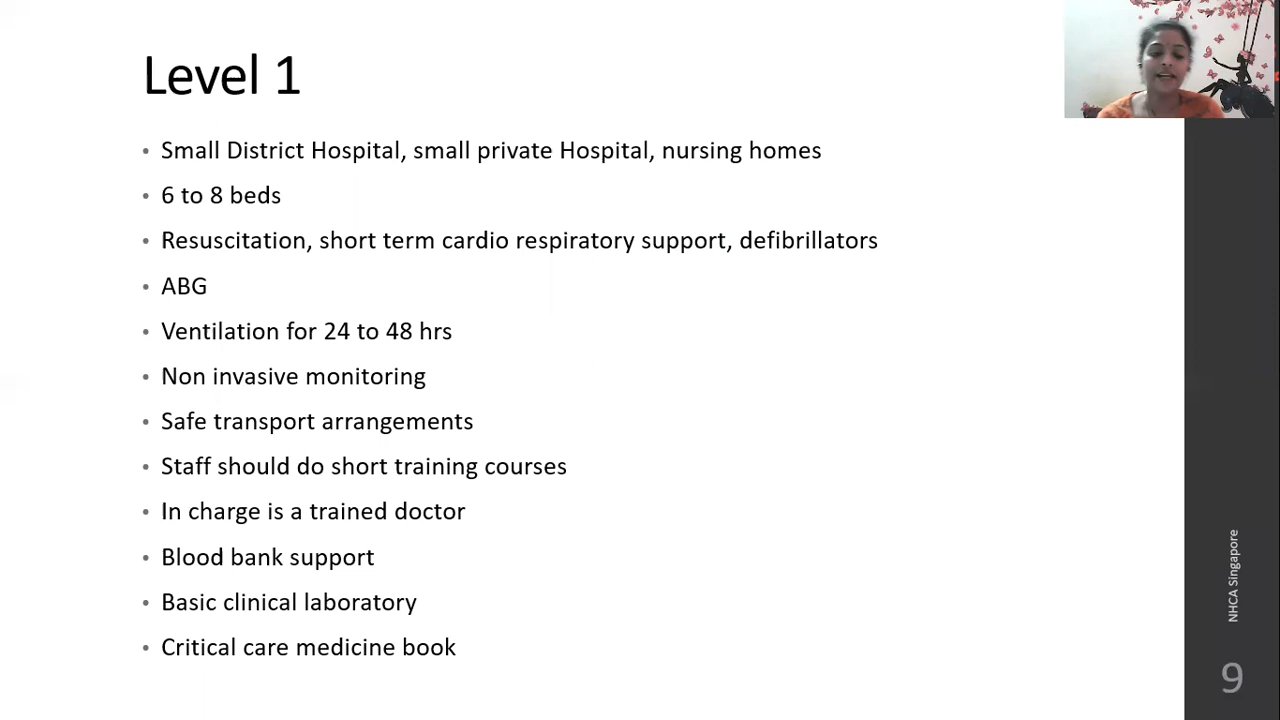 Level 1
• Small District Hospital, small private Hospital, nursing homes
• 6 to 8 beds
• Resuscitation, short term cardio respiratory support, defibrillators
• ABG
• Ventilation for 24 to 48 hrs
• Non invasive monitoring
• Safe transport arrangements
• Staff should do short training courses
• In charge is a trained doctor
• Blood bank support
• Basic clinical laboratory
• Critical care medicine book
NHCA Singapore
9